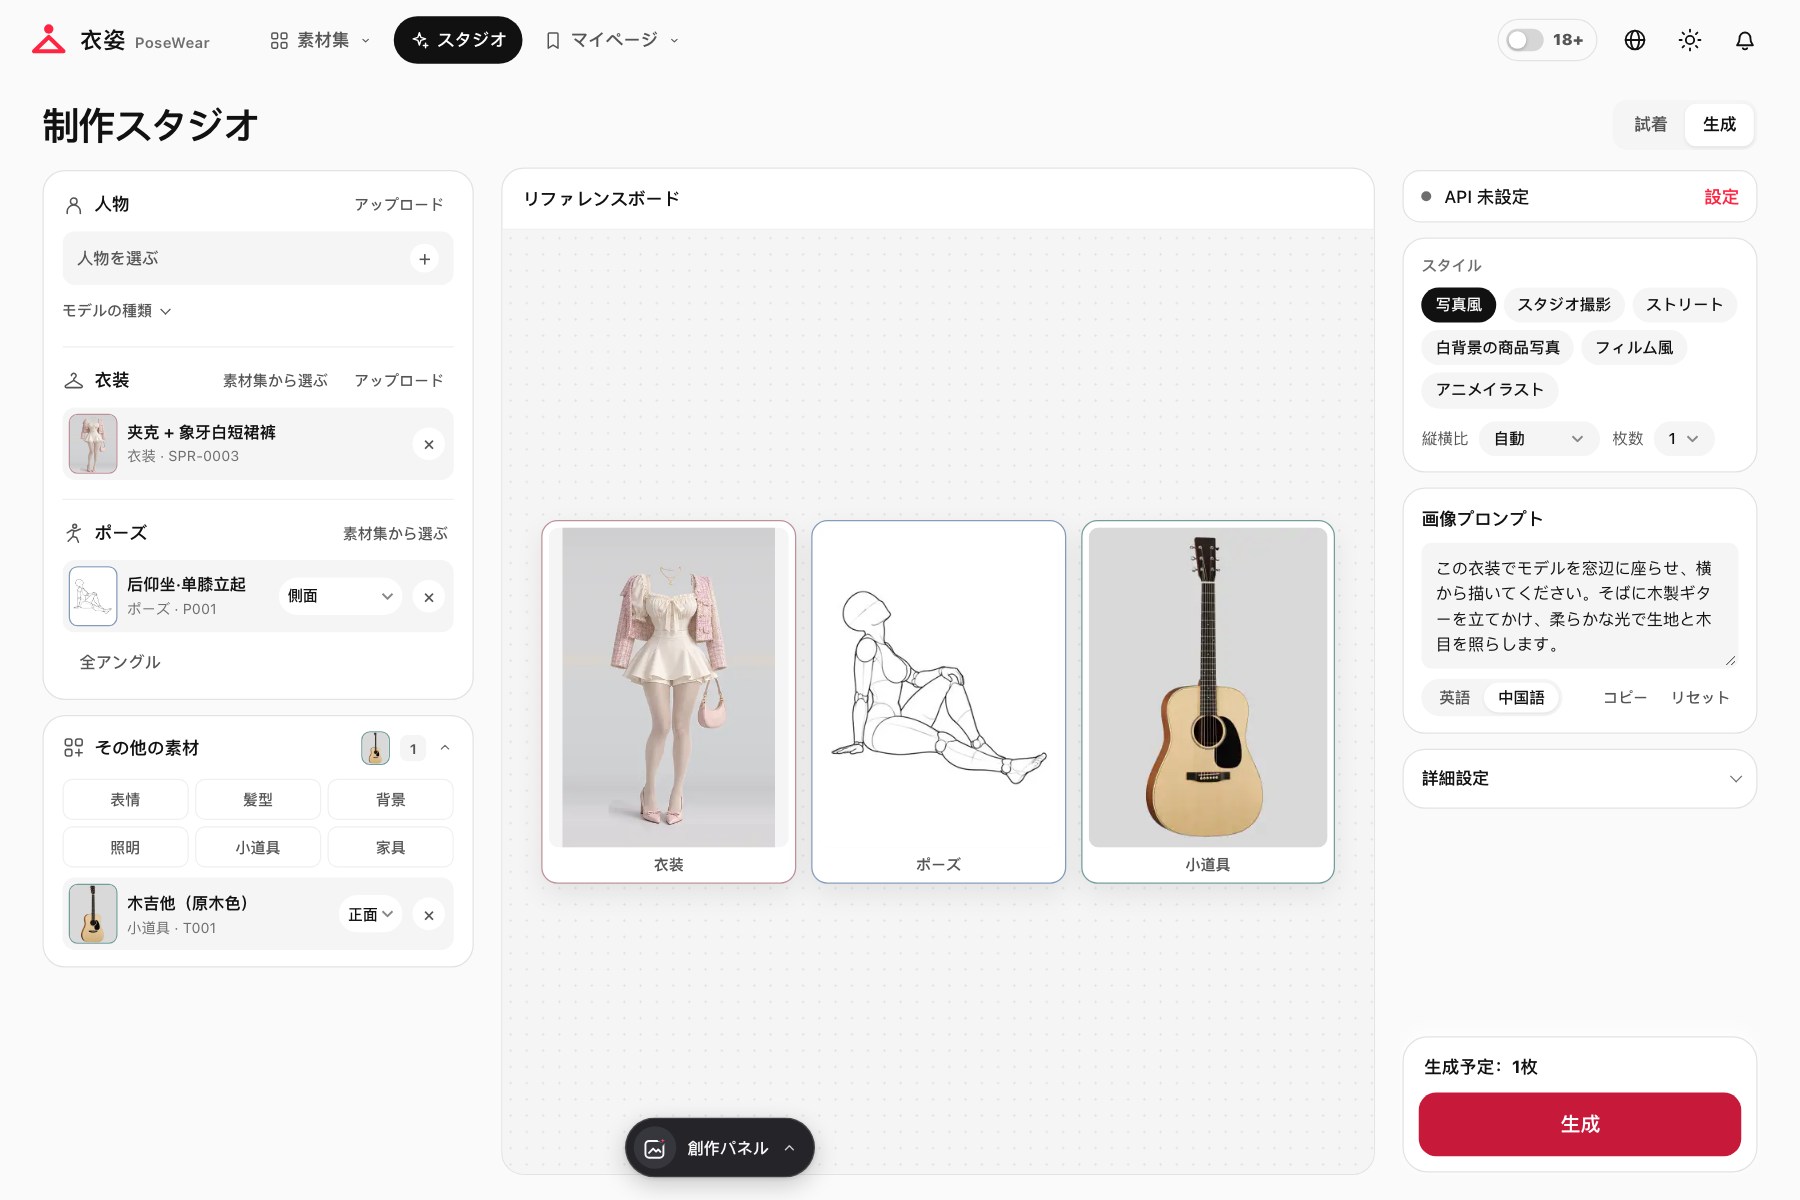 衣姿 PoseWear
素材集
スタジオ
マイページ
18+
制作スタジオ
試着
生成
人物
アップロード
人物を選ぶ
モデルの種類
衣装
素材集から選ぶ
アップロード
夹克 + 象牙白短裙裤
衣装 · SPR-0003
ポーズ
素材集から選ぶ
后仰坐·单膝立起
ポーズ · P001
側面
全アングル
その他の素材
1
表情
髪型
背景
照明
小道具
家具
木吉他（原木色）
小道具 · T001
正面
リファレンスボード
衣装
ポーズ
小道具
創作パネル
API 未設定
設定
スタイル
写真風
スタジオ撮影
ストリート
白背景の商品写真
フィルム風
アニメイラスト
縦横比
自動
枚数
1
画像プロンプト
この衣装でモデルを窓辺に座らせ、横
から描いてください。そばに木製ギタ
ーを立てかけ、柔らかな光で生地と木
目を照らします。
英語
中国語
コピー
リセット
詳細設定
生成予定：1枚
生成